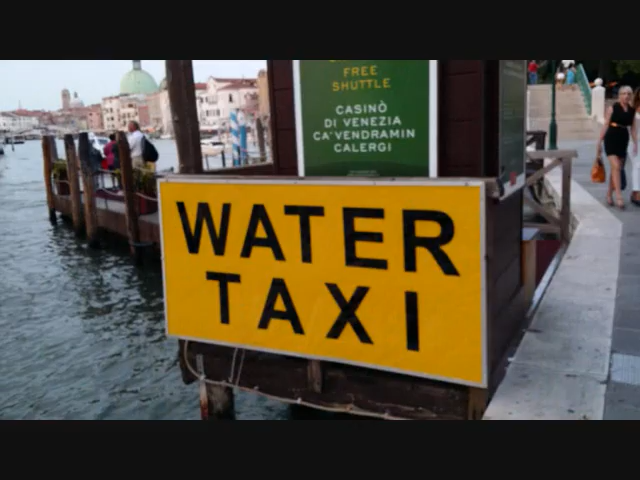 FREE
SHUTTLE
CASINÒ
DI VENEZIA
CA'VENDRAMIN
CALERGI
WATER
TAXI